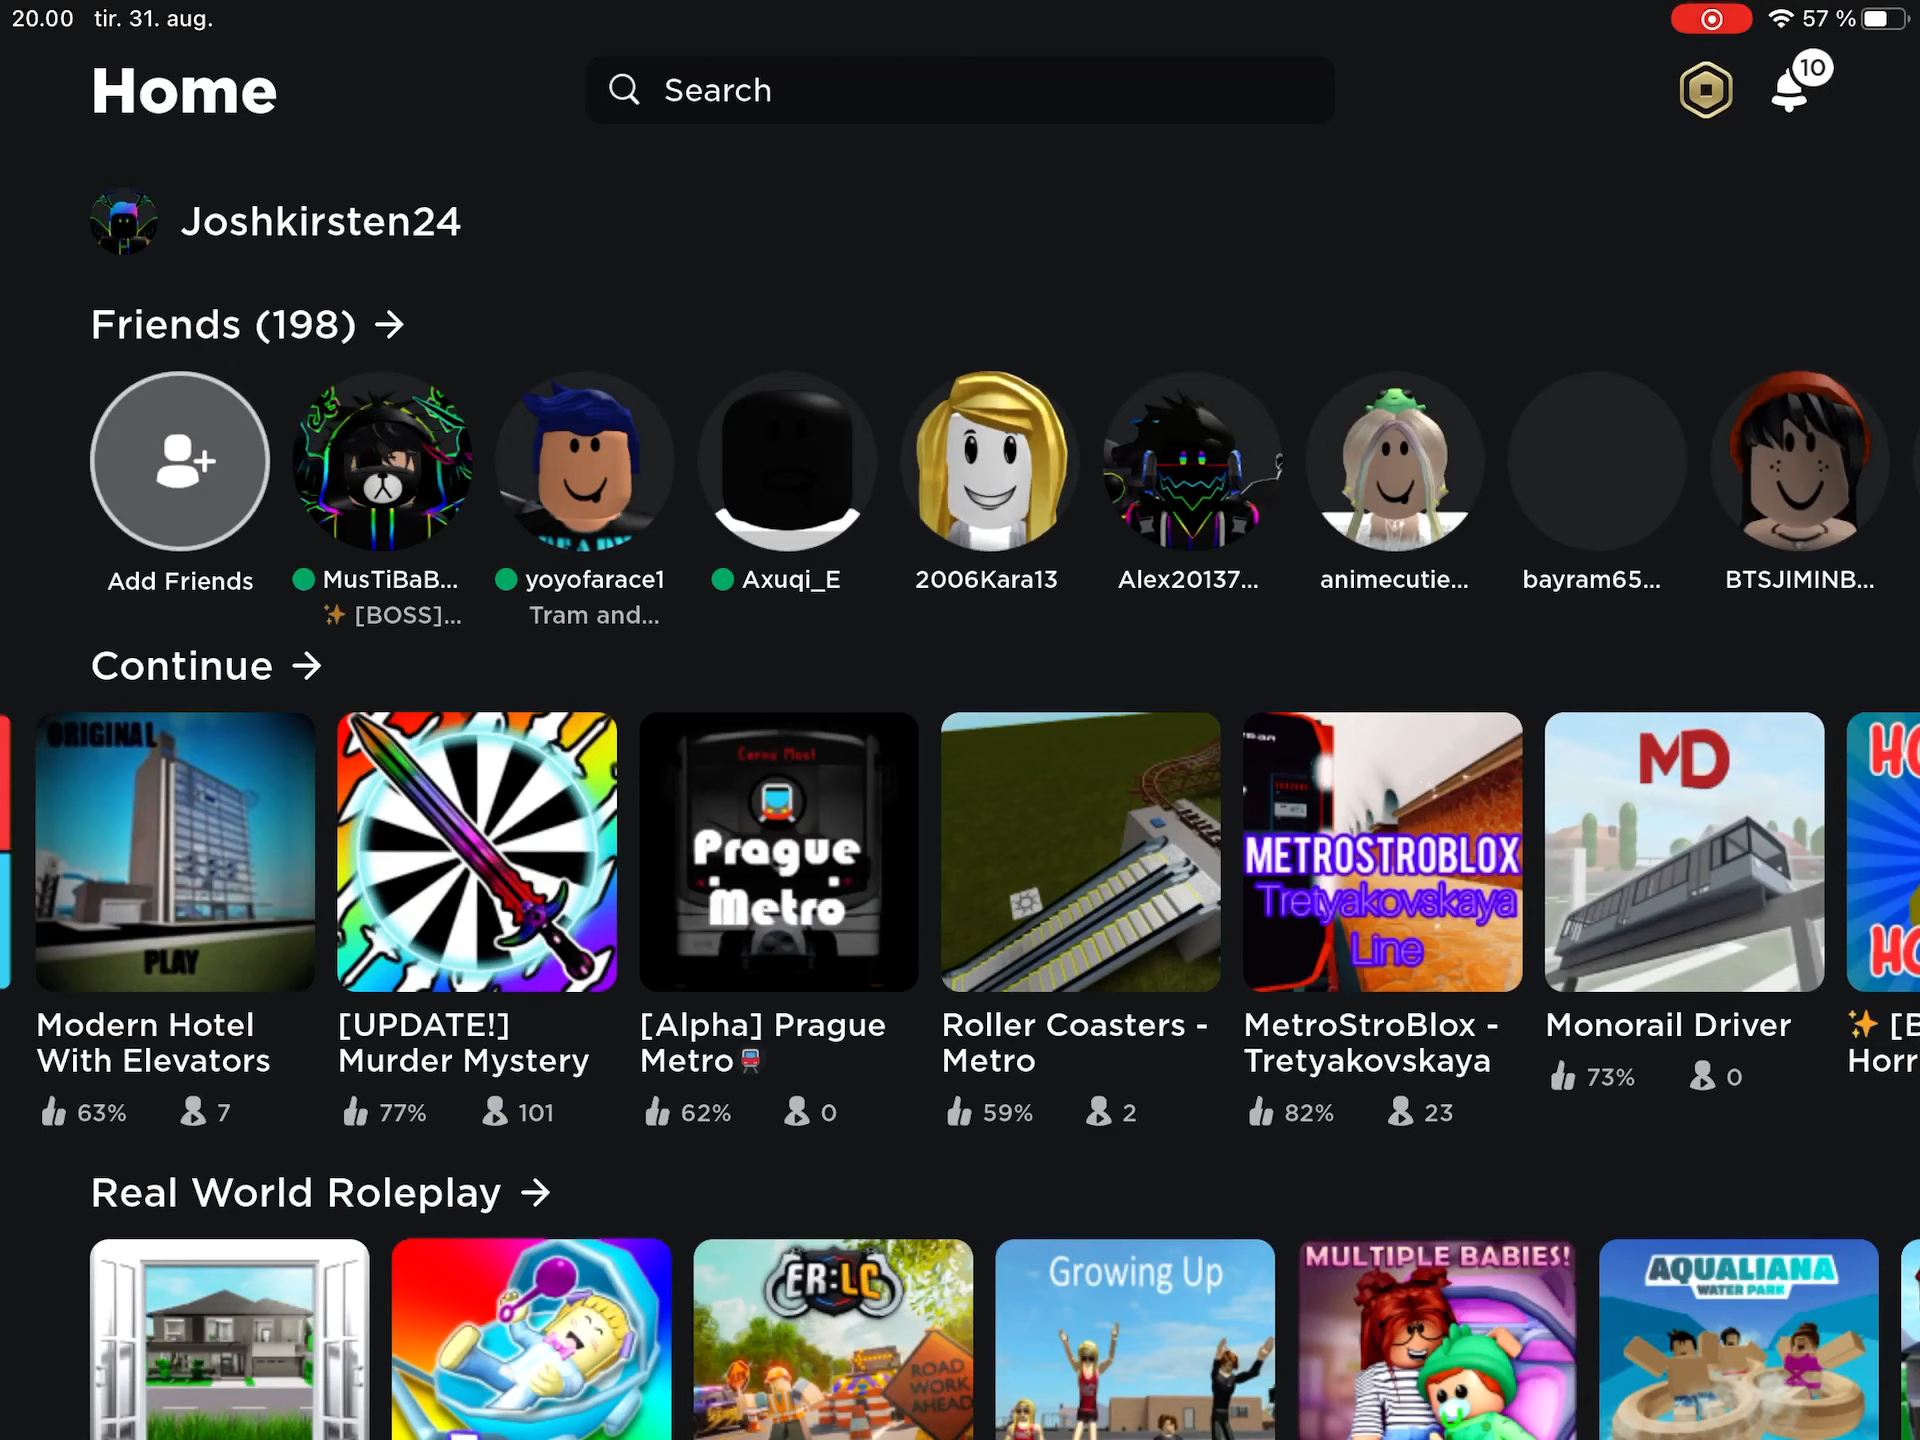 20.00 tir. 31. aug.
57 %
Home
Search
10
Joshkirsten24
Friends (198) →
Add Friends
MusTiBaB...
✨ [BOSS]...
yoyofarace1
Tram and...
Axuqi_E
2006Kara13
Alex20137...
animecutie...
bayram65...
BTSJIMINB...
Continue →
ORIGINAL
PLAY
Cerny Most
Prague
Metro
METROSTROBLOX
Tretyakovskaya
Line
MD
Modern Hotel
With Elevators
63% 7
[UPDATE!]
Murder Mystery
77% 101
[Alpha] Prague
Metro🚇
62% 0
Roller Coasters -
Metro
59% 2
MetroStroBlox -
Tretyakovskaya
82% 23
Monorail Driver
73% 0
Real World Roleplay →
ER:LC
ROAD
WORK
AHEAD
Growing Up
MULTIPLE BABIES!
AQUALIANA
WATER PARK